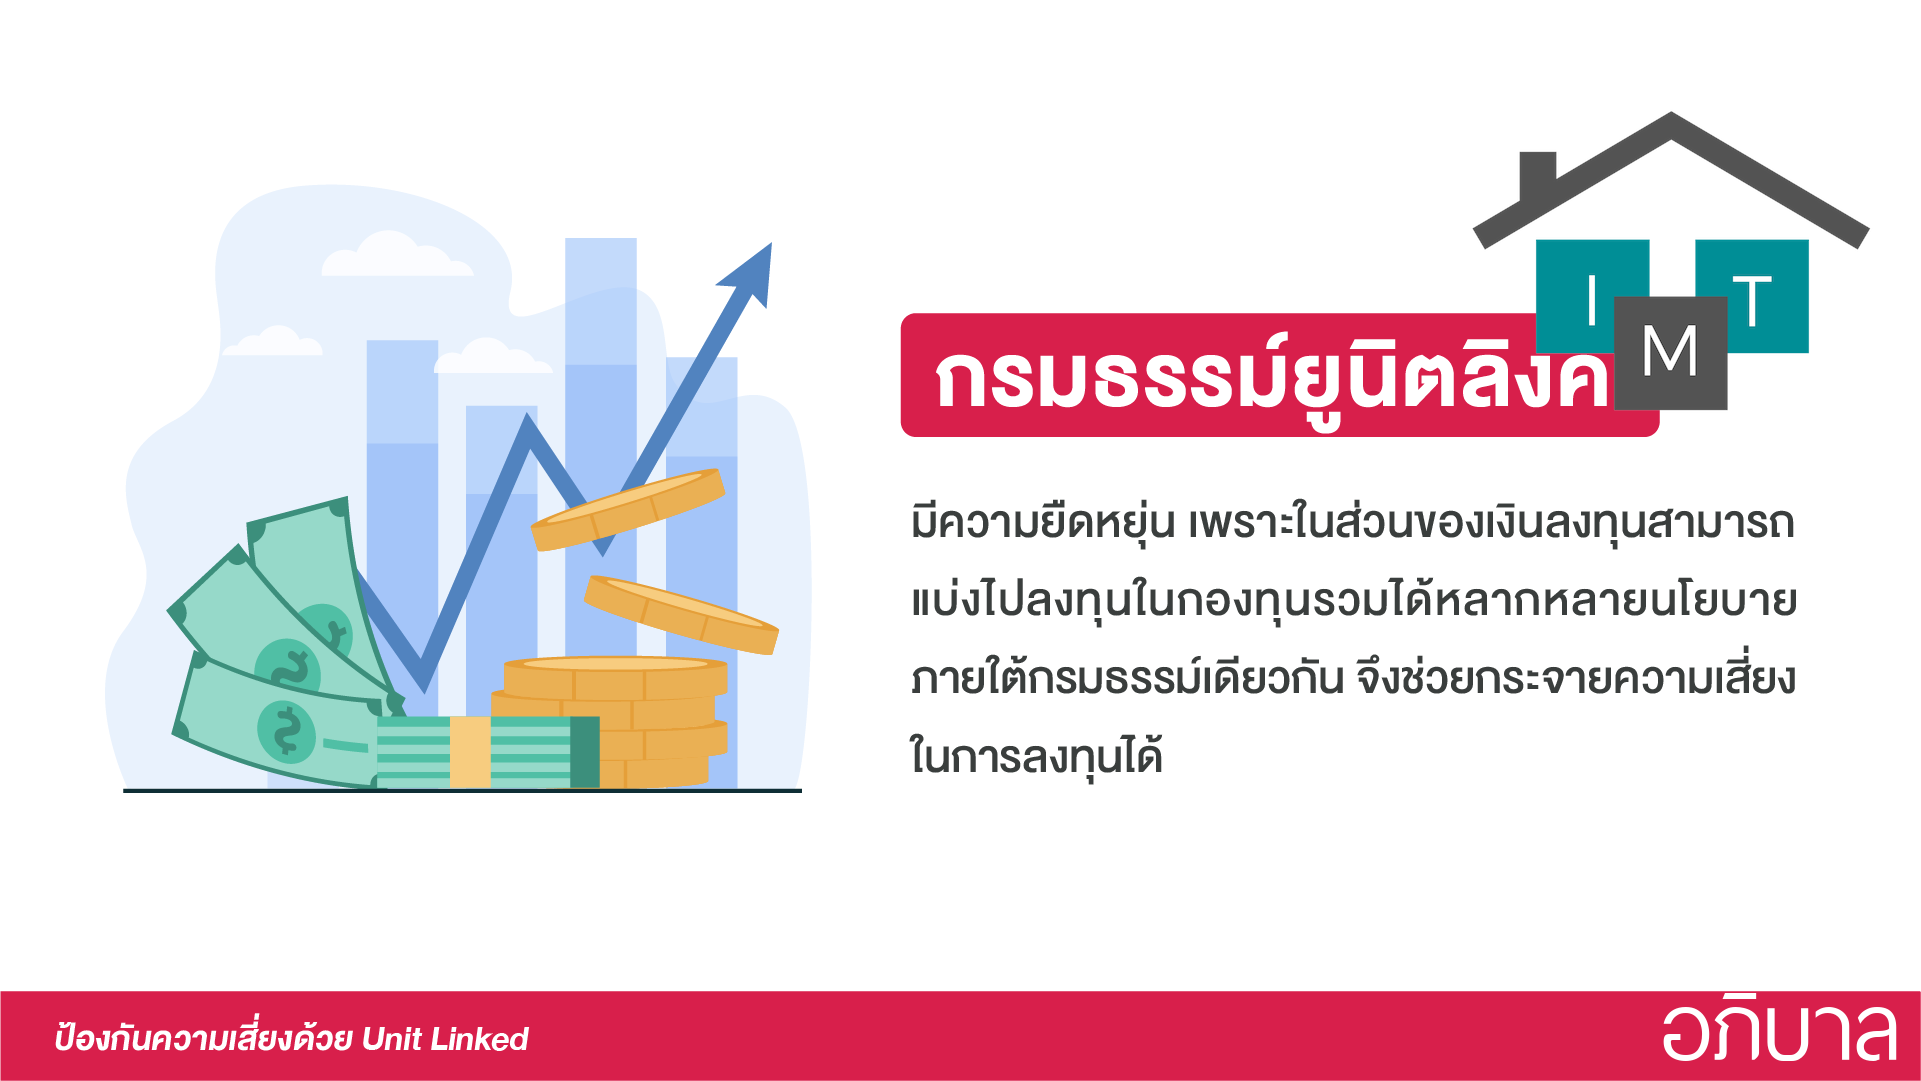 I
T
M
กรมธรรม์ยูนิตลิงค
มีความยืดหยุ่น เพราะในส่วนของเงินลงทุนสามารถ
แบ่งไปลงทุนในกองทุนรวมได้หลากหลายนโยบาย
ภายใต้กรมธรรม์เดียวกัน จึงช่วยกระจายความเสี่ยง
ในการลงทุนได้
ป้องกันความเสี่ยงด้วย Unit Linked
อภิบาล